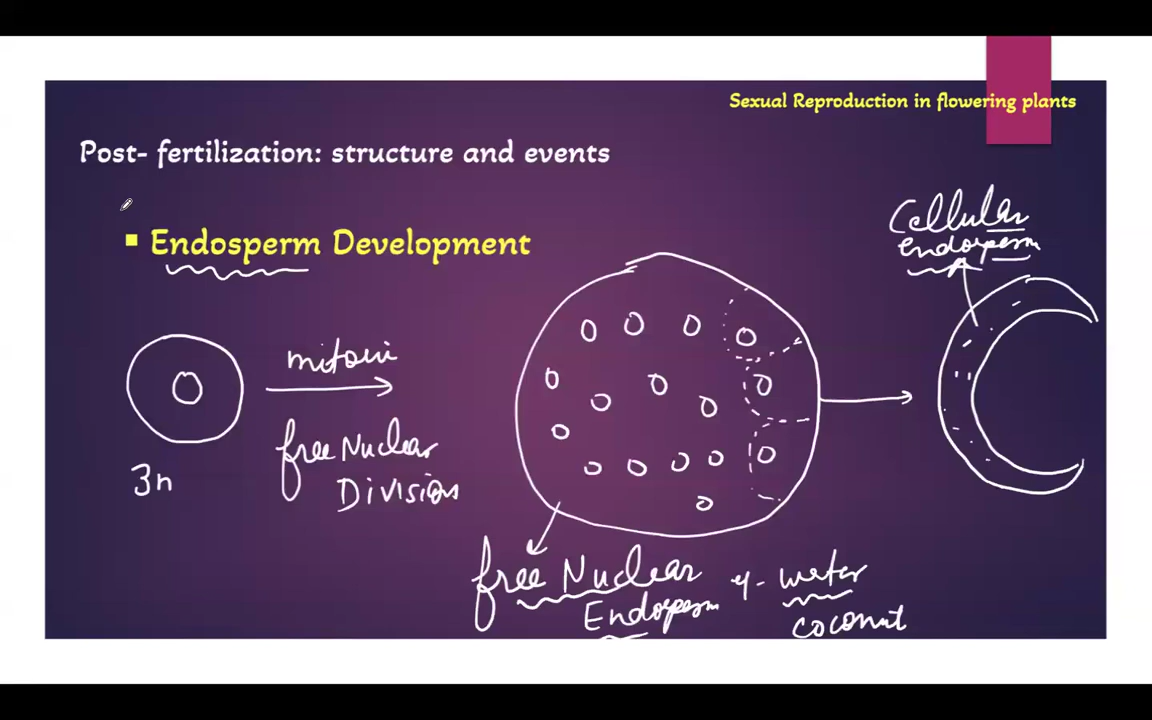 Sexual Reproduction in flowering plants
Post- fertilization: structure and events
Endosperm Development
Cellular
endosperm
mitosis
free Nuclear
Divisions
3n
free Nuclear
Endosperm
eg- water
coconut